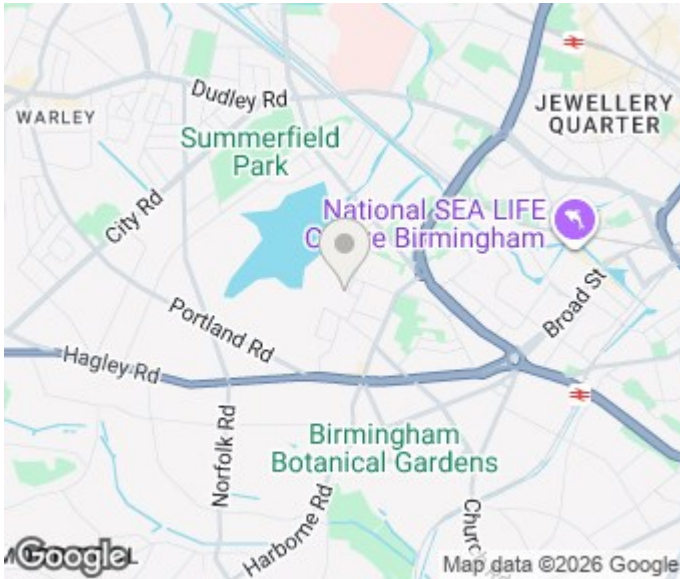 Dudley Rd
WARLEY
JEWELLERY
QUARTER
Summerfield
Park
City Rd
National SEA LIFE
Birmingham
Broad St
Portland Rd
Hagley Rd
Norfolk Rd
Birmingham
Botanical Gardens
Harborne Rd
Google
Map data ©2026 Google